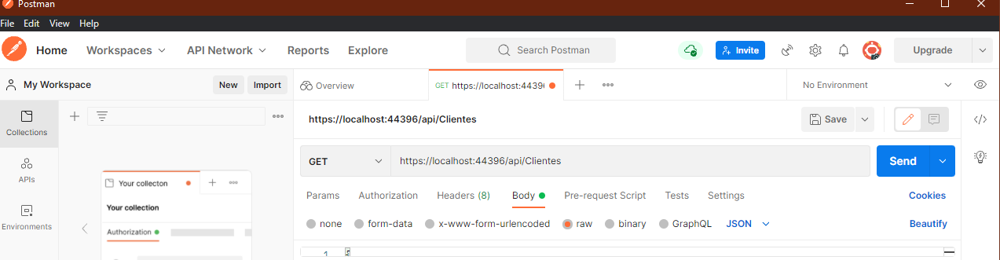 Postman
File Edit View Help
Home Workspaces API Network Reports Explore Search Postman Invite Upgrade
My Workspace New Import Overview GET https://localhost:4439 No Environment
Collections
https://localhost:44396/api/Clientes Save
APIs
GET https://localhost:44396/api/Clientes Send
Your collecton
Params Authorization Headers (8) Body Pre-request Script Tests Settings Cookies
Your collection
Environments
none form-data x-www-form-urlencoded raw binary GraphQL JSON Beautify
Authorization
1